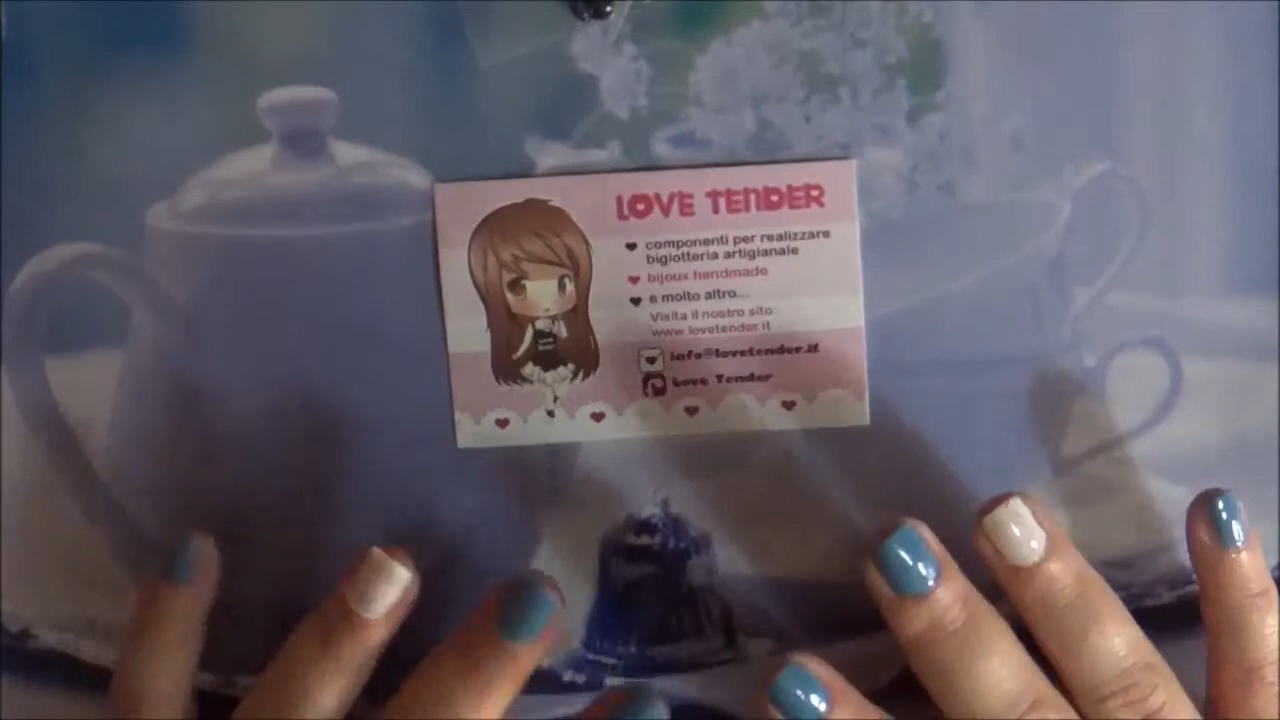 LOVE TENDER
componenti per realizzare
bigiotteria artigianale
bijoux handmade
e molto altro...
Visita il nostro sito
www.lovetender.it
info@lovetender.it
Love Tender